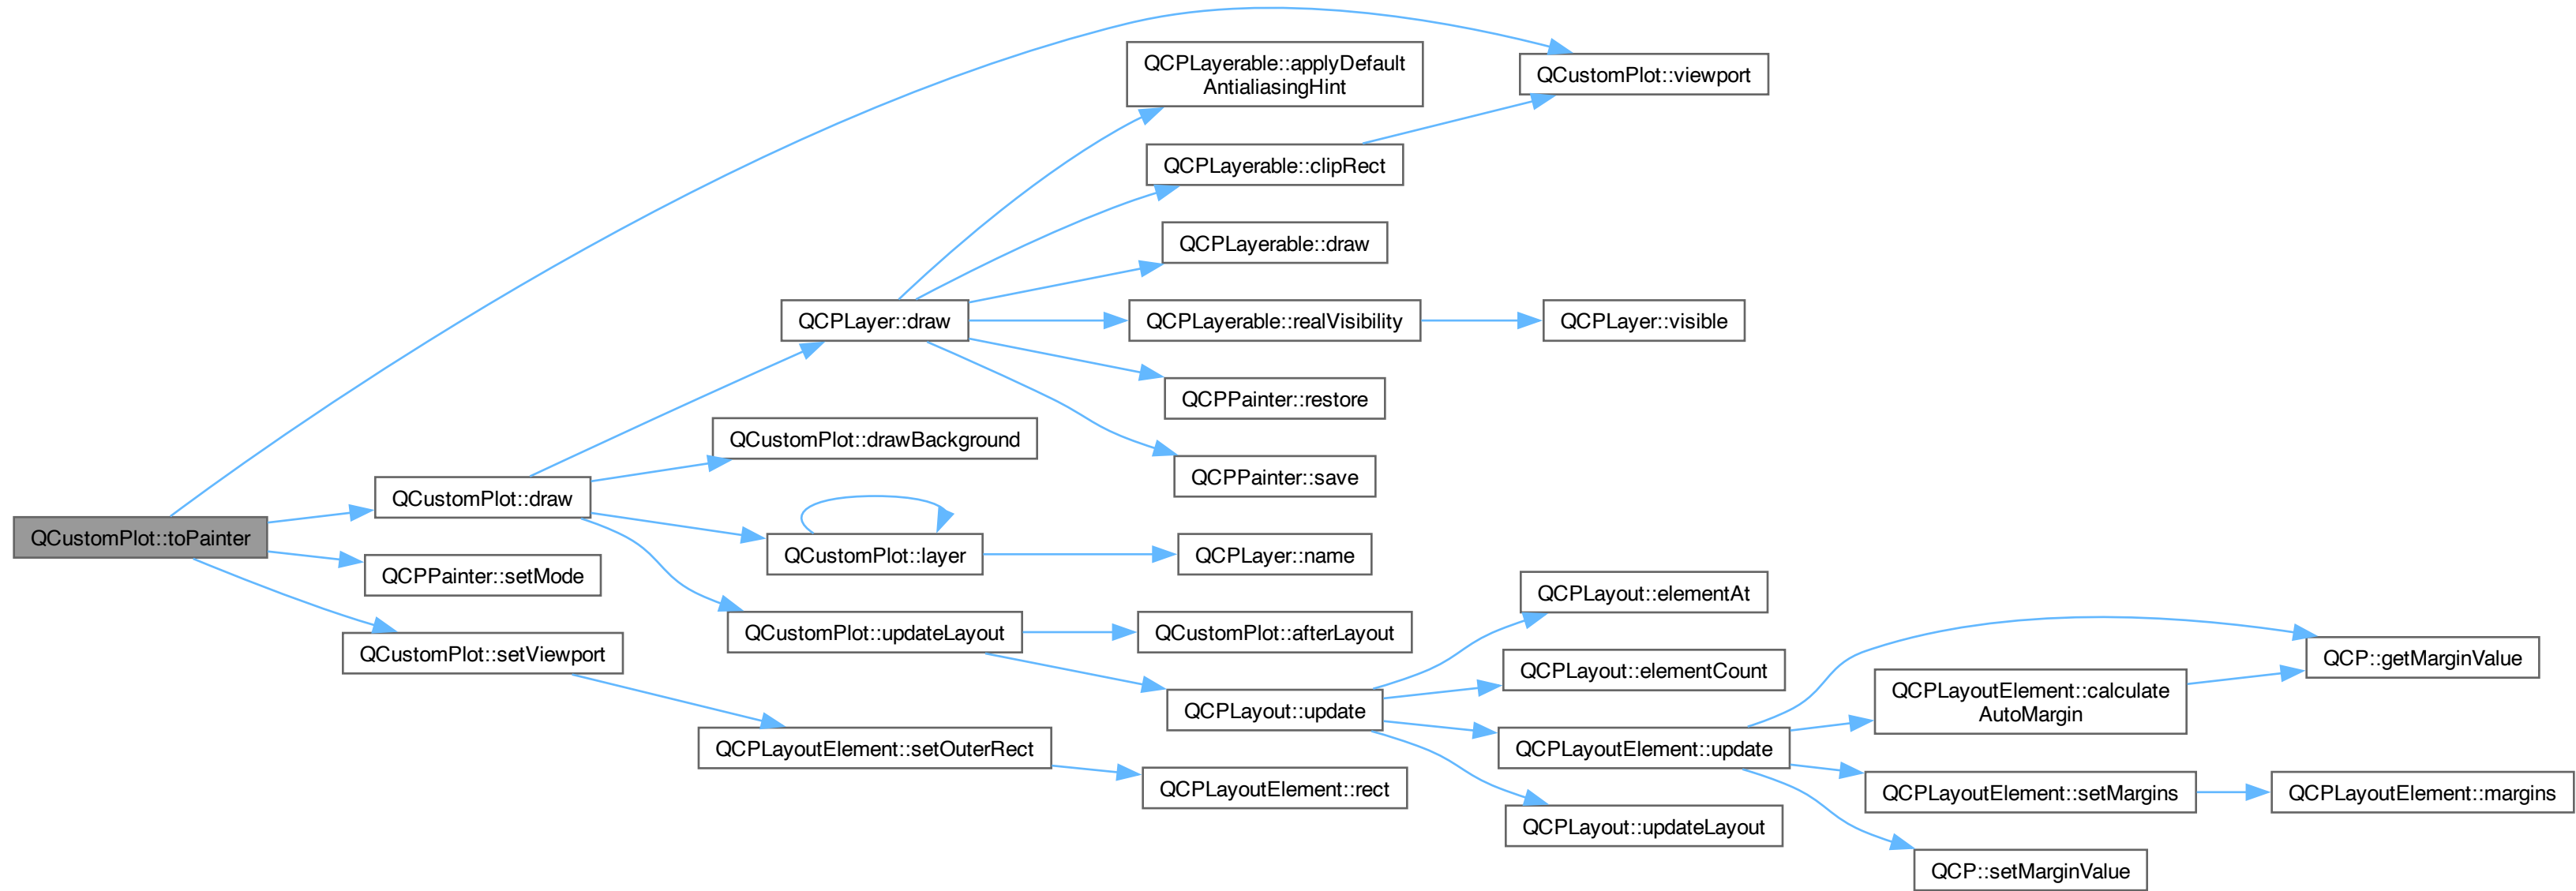 QCustomPlot::toPainter
QCustomPlot::draw
QCPPainter::setMode
QCustomPlot::setViewport
QCPLayer::draw
QCustomPlot::drawBackground
QCustomPlot::layer
QCustomPlot::updateLayout
QCPLayoutElement::setOuterRect
QCPLayerable::applyDefault
AntialiasingHint
QCPLayerable::clipRect
QCPLayerable::draw
QCPLayerable::realVisibility
QCPPainter::restore
QCPPainter::save
QCPLayer::name
QCustomPlot::afterLayout
QCPLayout::update
QCPLayoutElement::rect
QCustomPlot::viewport
QCPLayer::visible
QCPLayout::elementAt
QCPLayout::elementCount
QCPLayoutElement::update
QCPLayout::updateLayout
QCPLayoutElement::calculate
AutoMargin
QCPLayoutElement::setMargins
QCP::setMarginValue
QCP::getMarginValue
QCPLayoutElement::margins